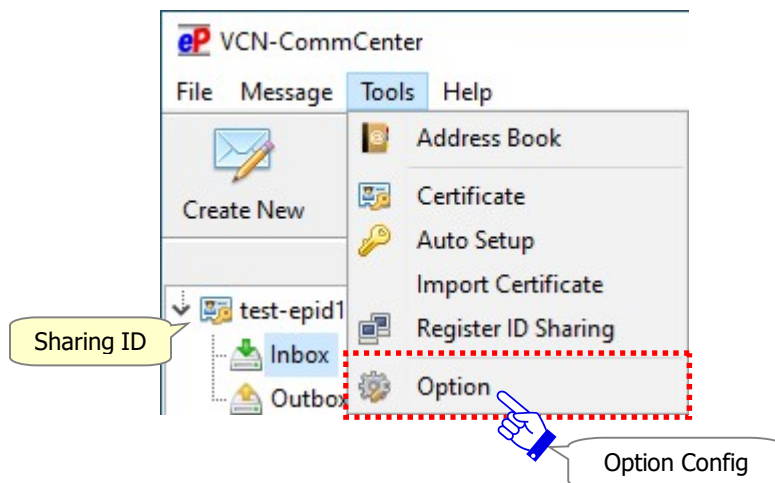 eP VCN-CommCenter
File Message Tools Help
Address Book
Create New
Certificate
Auto Setup
Import Certificate
Register ID Sharing
Option
test-epid1
Inbox
Outbox
Sharing ID
Option Config